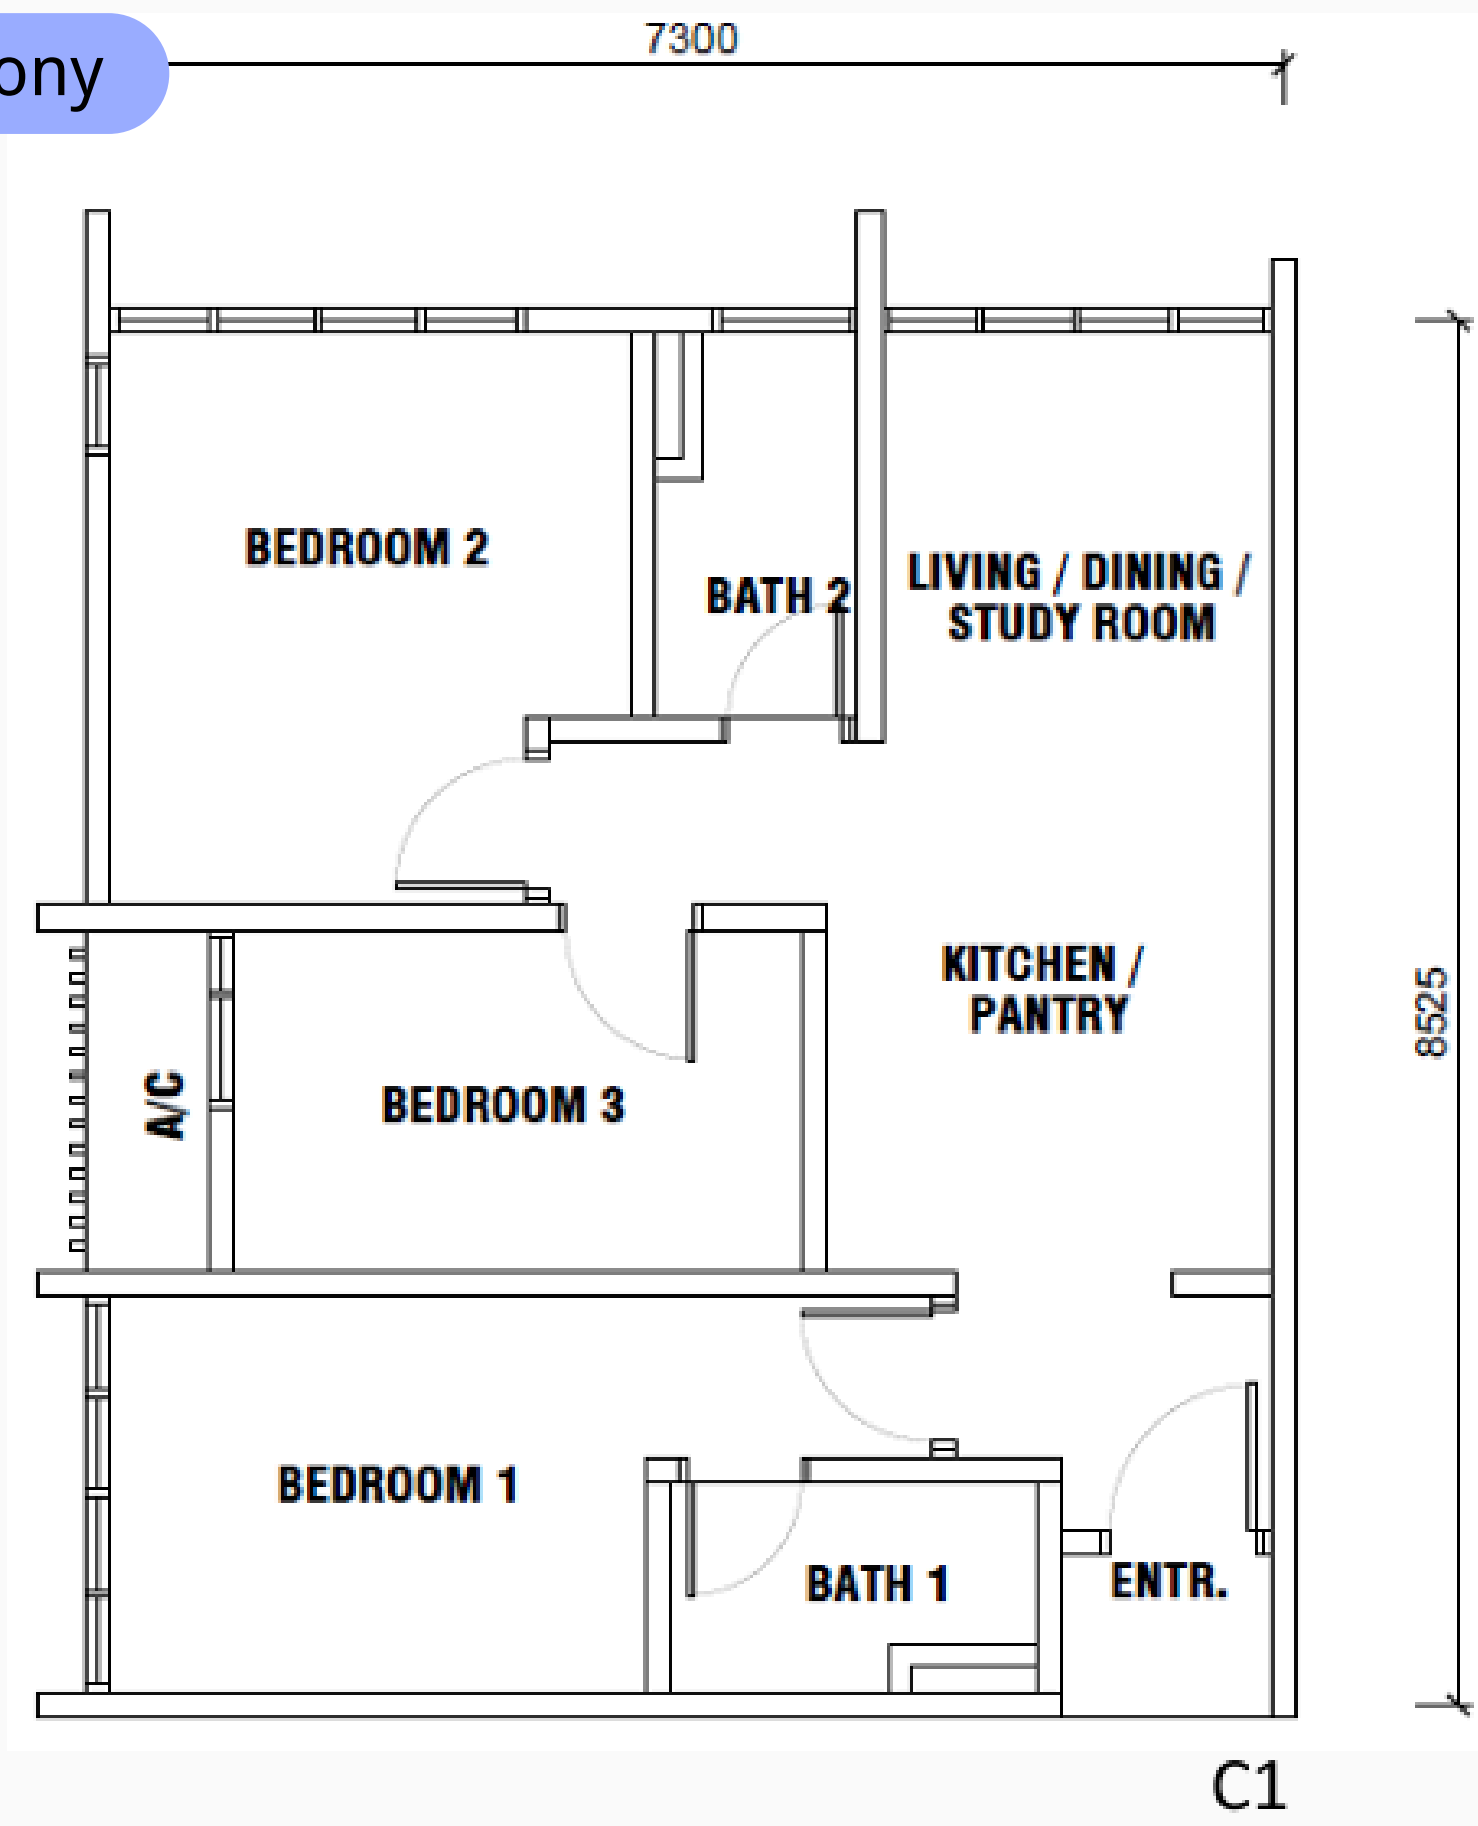 7300
ony
BEDROOM 2
BATH 2
LIVING / DINING /
STUDY ROOM
KITCHEN /
PANTRY
8525
A/C
BEDROOM 3
BEDROOM 1
BATH 1
ENTR.
C1